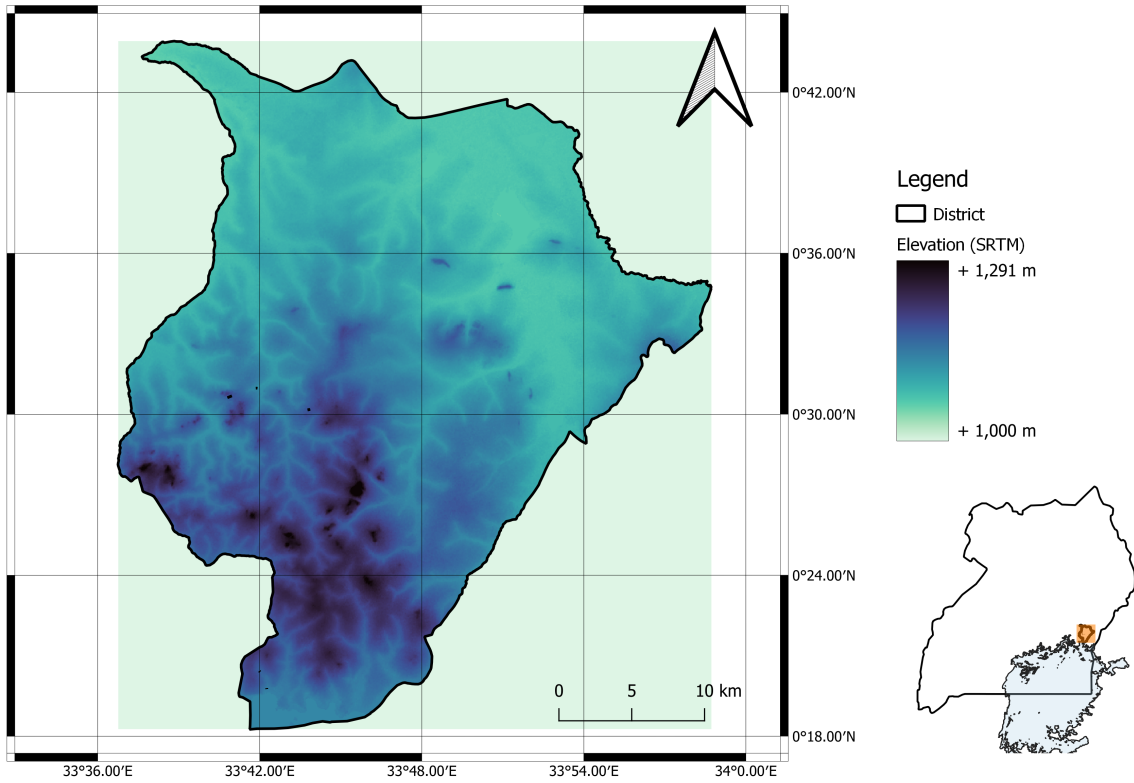 0°42.00′N
0°36.00′N
0°30.00′N
0°24.00′N
0°18.00′N
33°36.00′E
33°42.00′E
33°48.00′E
33°54.00′E
34°0.00′E
0 5 10 km
Legend
District
Elevation (SRTM)
+ 1,291 m
+ 1,000 m